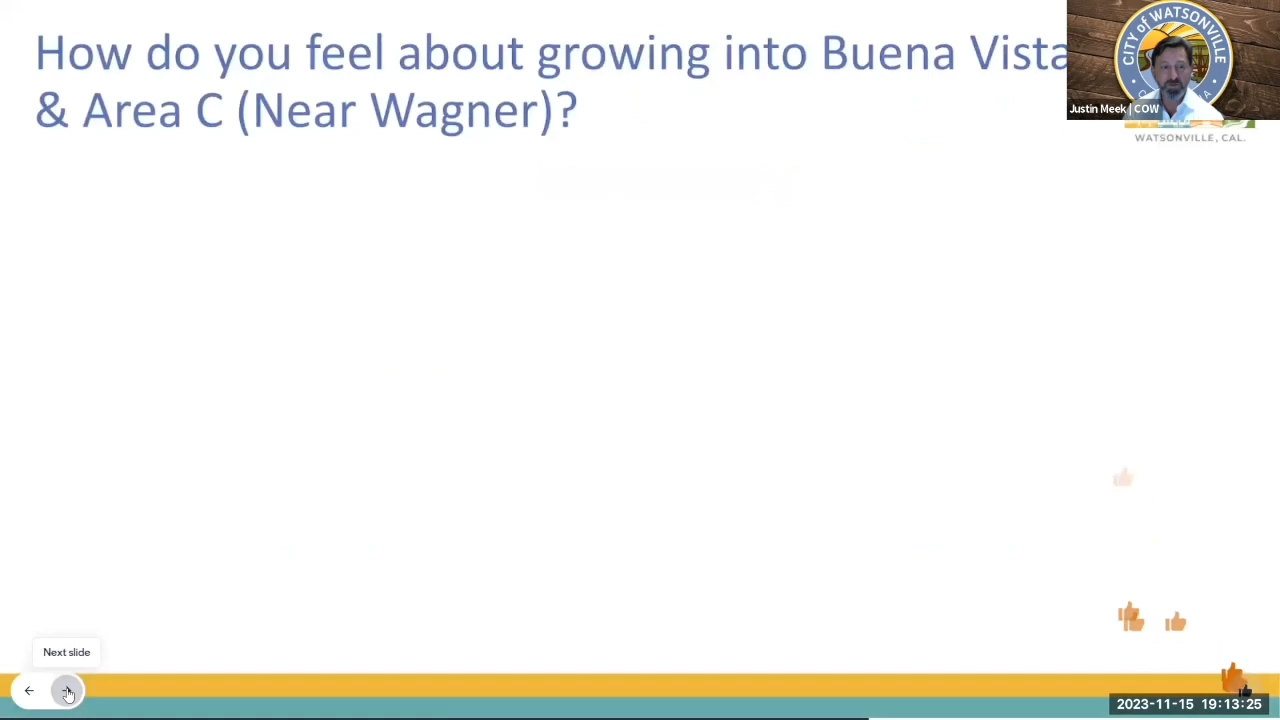 How do you feel about growing into Buena Vista
& Area C (Near Wagner)?
CITY of WATSONVILLE
Justin Meek | COW
WATSONVILLE, CAL.
Next slide
2023-11-15 19:13:25